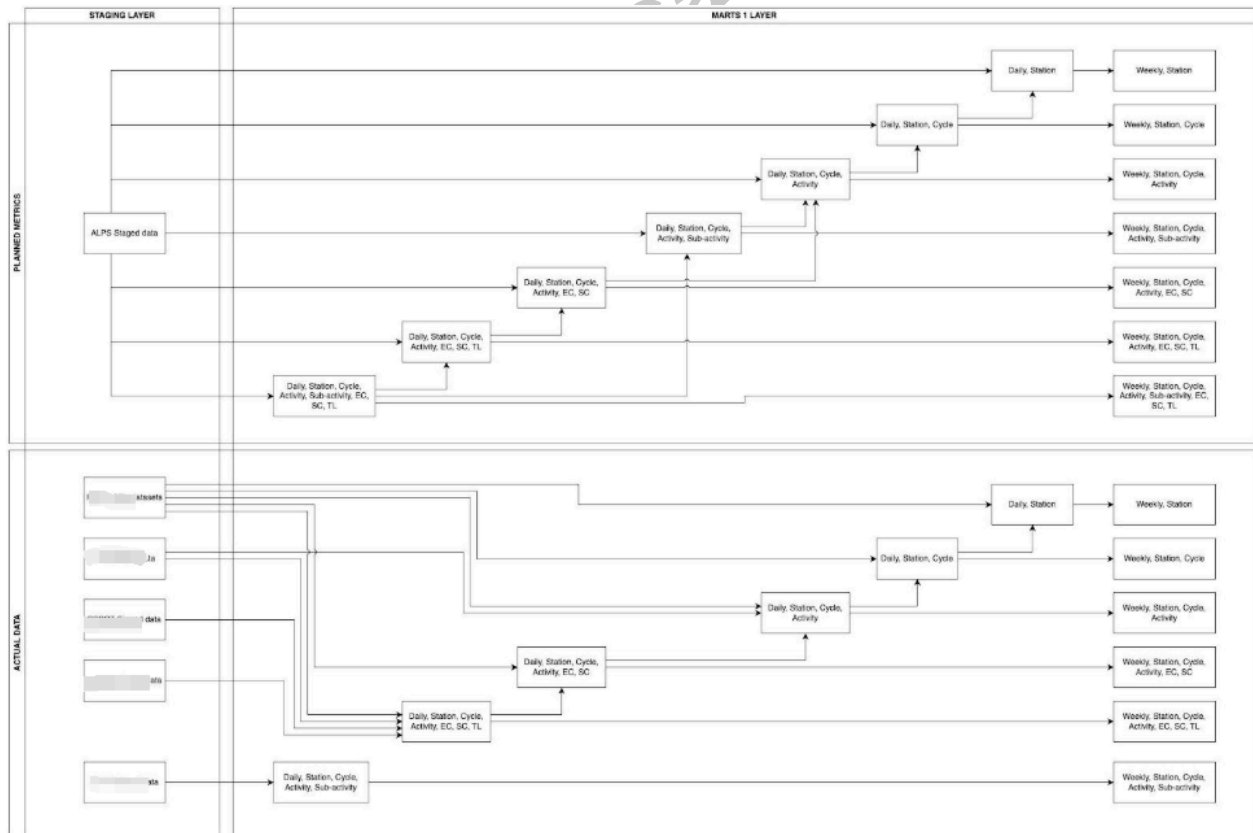 STAGING LAYER
MARTS 1 LAYER
PLANNED METRICS
Daily, Station
Weekly, Station
Daily, Station, Cycle
Weekly, Station, Cycle
Daily, Station, Cycle,
Activity
Weekly, Station, Cycle,
Activity
ALPS Staged data
Daily, Station, Cycle,
Activity, Sub-activity
Weekly, Station, Cycle,
Activity, Sub-activity
Daily, Station, Cycle,
Activity, EC, SC
Weekly, Station, Cycle,
Activity, EC, SC
Daily, Station, Cycle,
Activity, EC, SC, TL
Weekly, Station, Cycle,
Activity, EC, SC, TL
Daily, Station, Cycle,
Activity, Sub-activity, EC,
SC, TL
Weekly, Station, Cycle,
Activity, Sub-activity, EC,
SC, TL
ACTUAL DATA
Daily, Station
Weekly, Station
Daily, Station, Cycle
Weekly, Station, Cycle
data
Daily, Station, Cycle,
Activity
Weekly, Station, Cycle,
Activity
Daily, Station, Cycle,
Activity, EC, SC
Weekly, Station, Cycle,
Activity, EC, SC
Daily, Station, Cycle,
Activity, EC, SC, TL
Weekly, Station, Cycle,
Activity, EC, SC, TL
Daily, Station, Cycle,
Activity, Sub-activity
Weekly, Station, Cycle,
Activity, Sub-activity